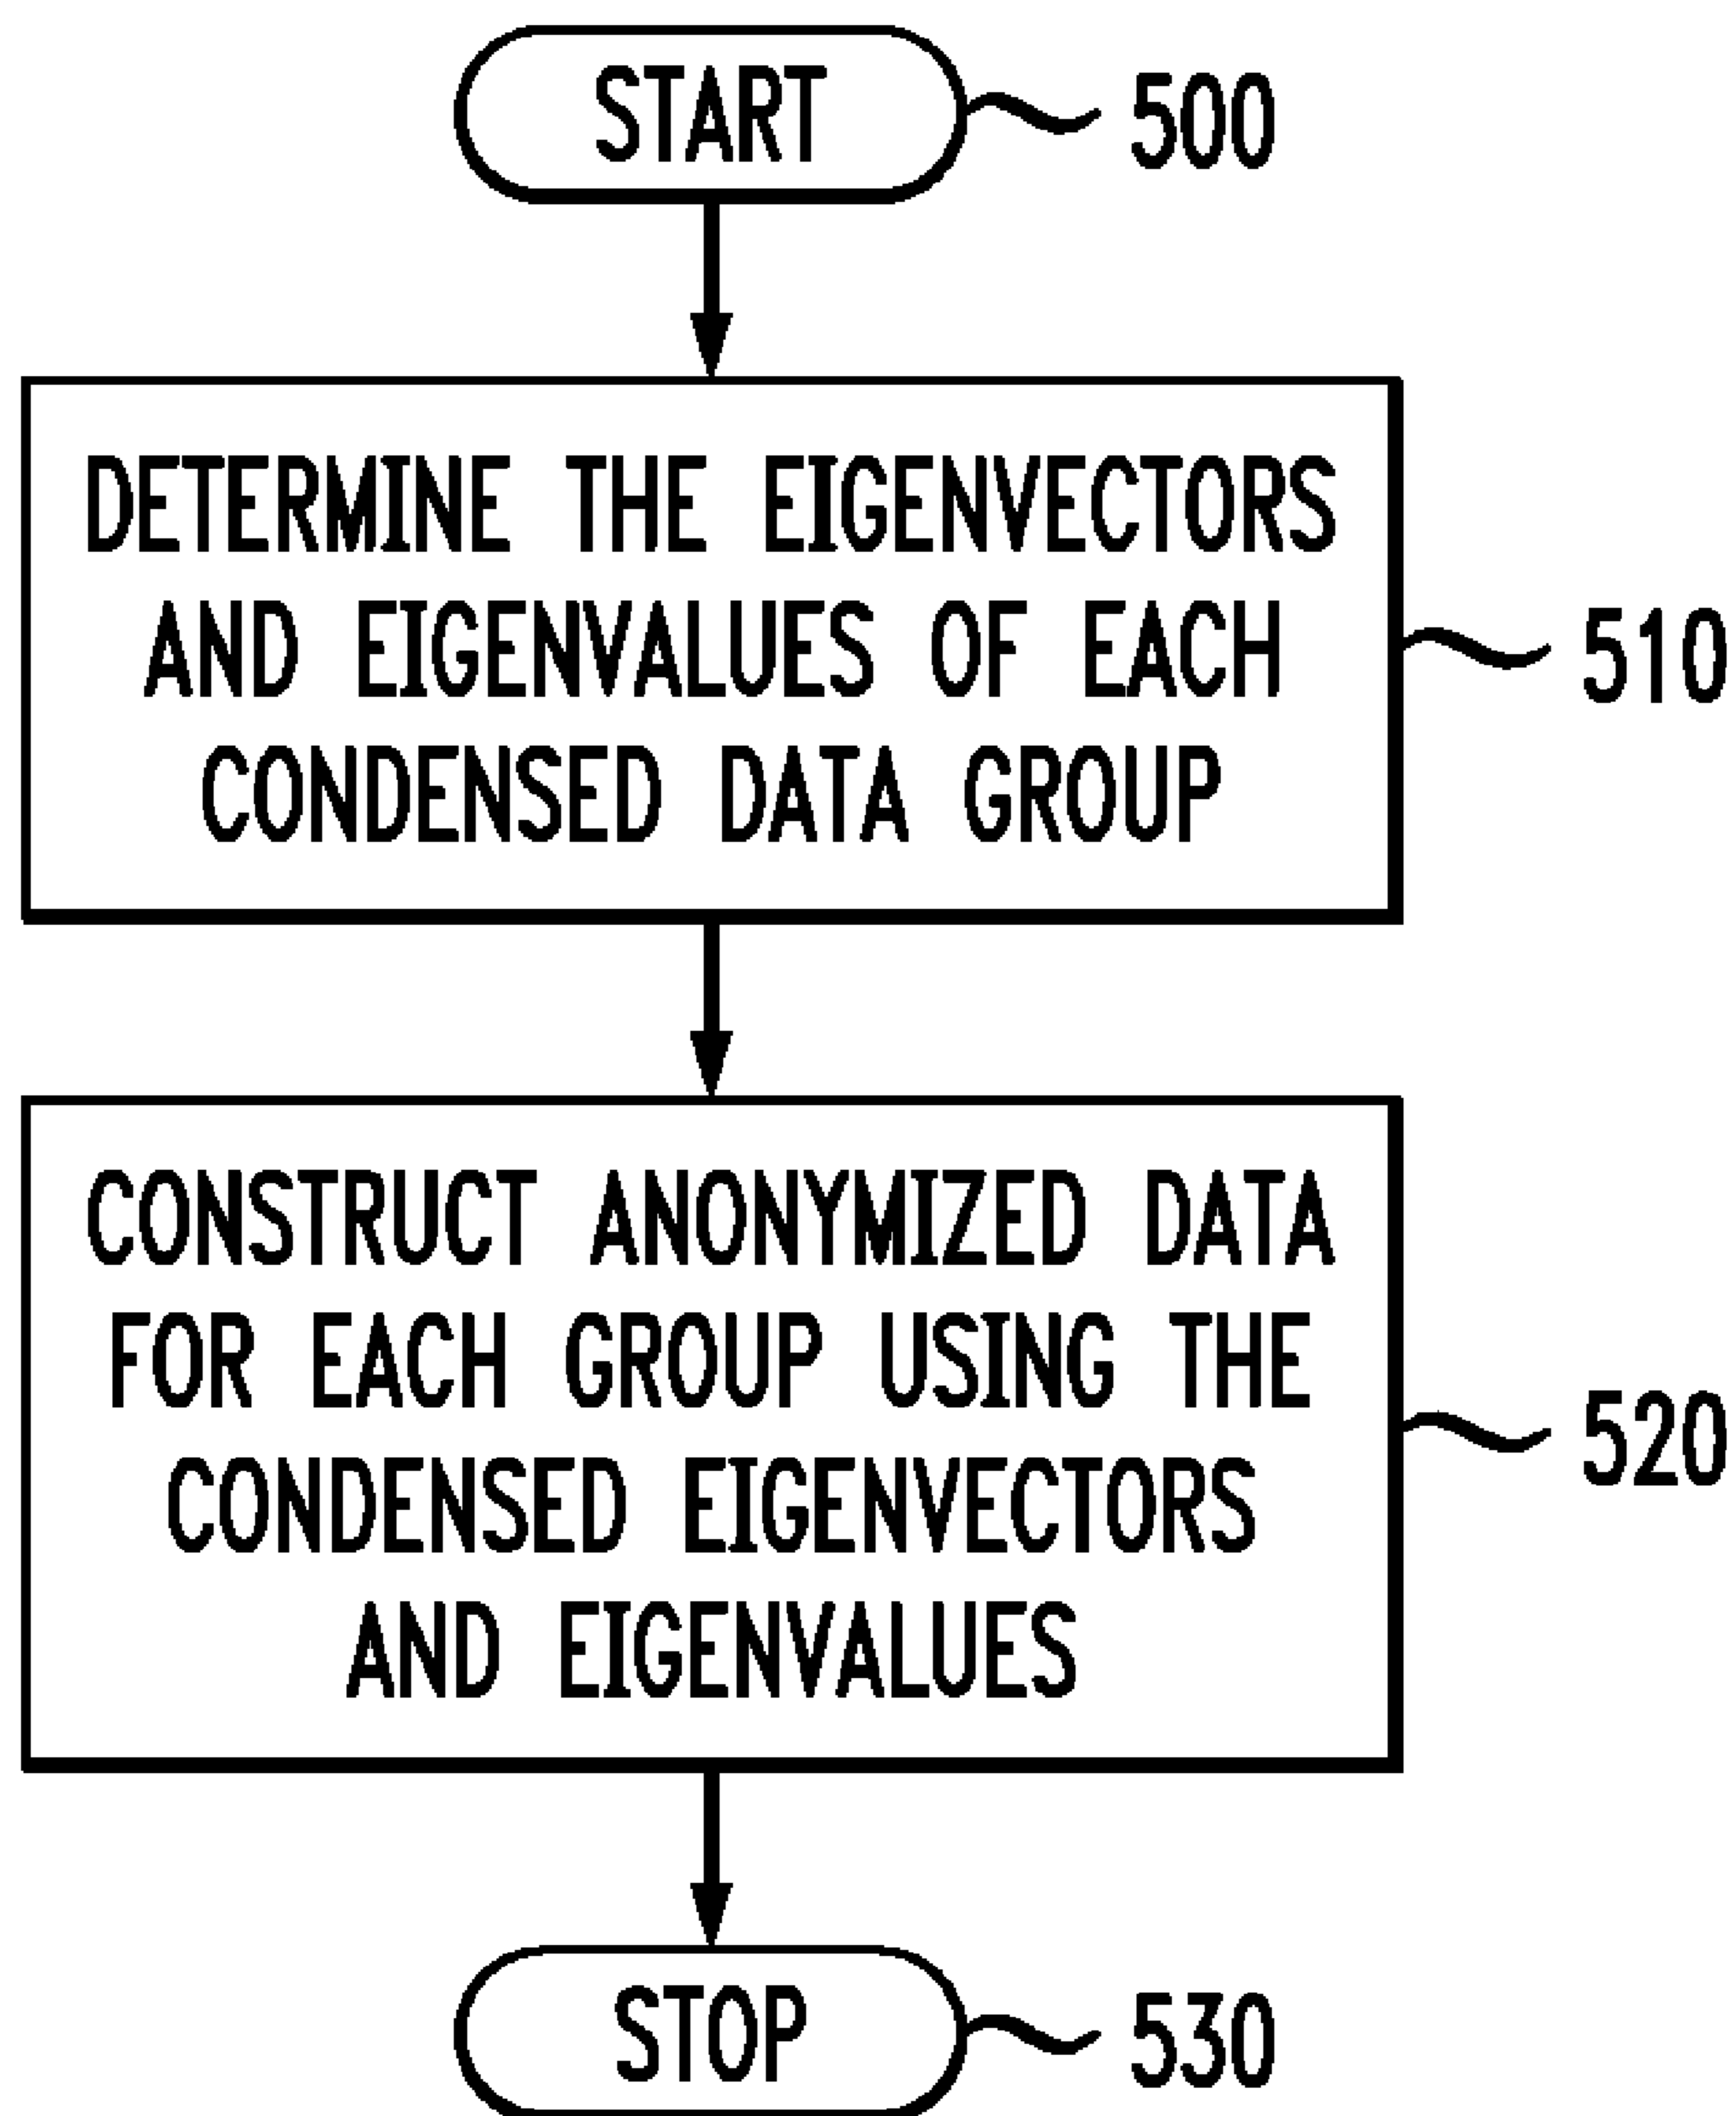 START
500
DETERMINE THE EIGENVECTORS
AND EIGENVALUES OF EACH
CONDENSED DATA GROUP
510
CONSTRUCT ANONYMIZED DATA
FOR EACH GROUP USING THE
CONDENSED EIGENVECTORS
AND EIGENVALUES
520
STOP
530